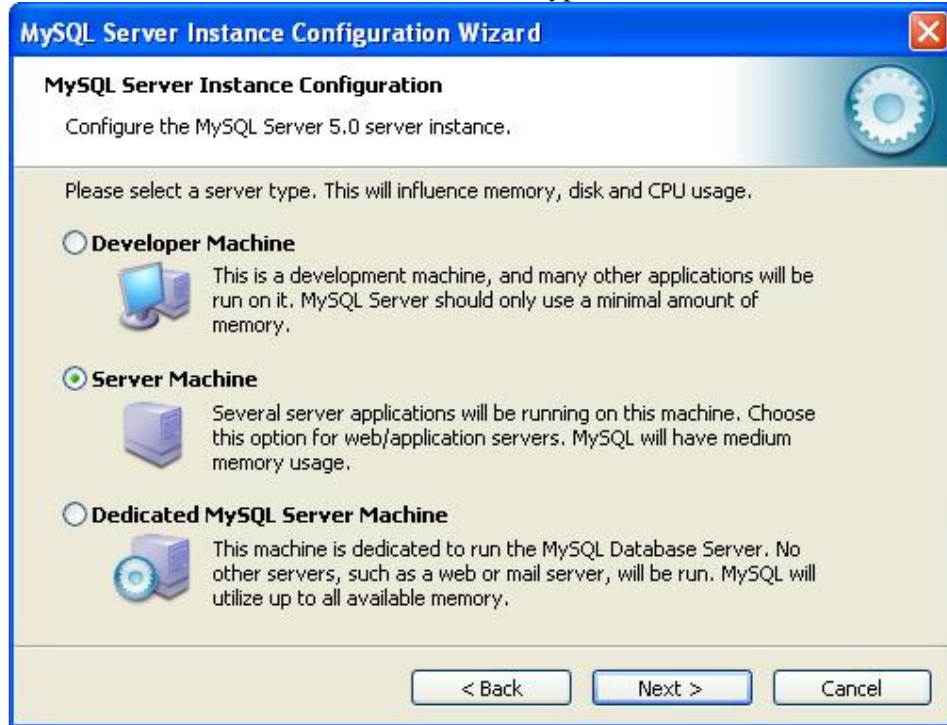 MySQL Server Instance Configuration Wizard
MySQL Server Instance Configuration
Configure the MySQL Server 5.0 server instance.
Please select a server type. This will influence memory, disk and CPU usage.
Developer Machine
This is a development machine, and many other applications will be
run on it. MySQL Server should only use a minimal amount of
memory.
Server Machine
Several server applications will be running on this machine. Choose
this option for web/application servers. MySQL will have medium
memory usage.
Dedicated MySQL Server Machine
This machine is dedicated to run the MySQL Database Server. No
other servers, such as a web or mail server, will be run. MySQL will
utilize up to all available memory.
< Back Next > Cancel